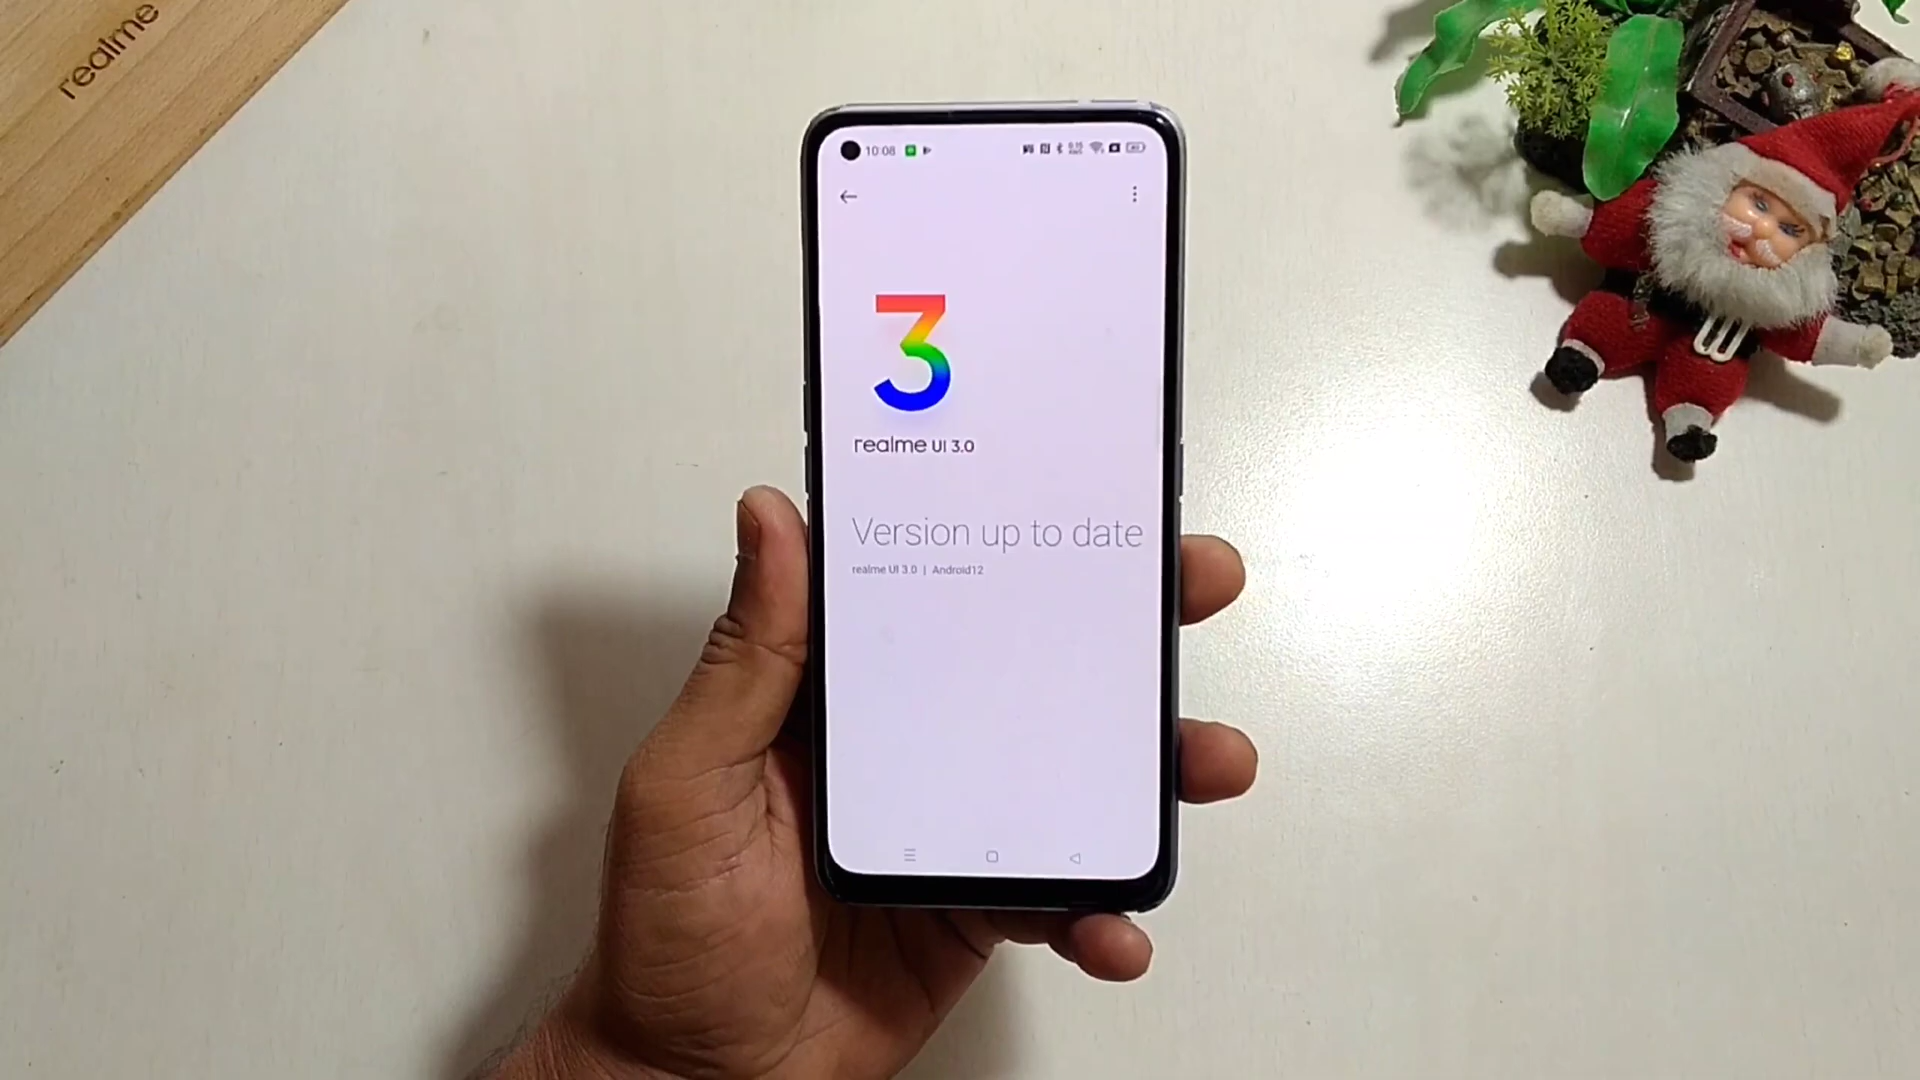 realme
10:08
3
realme UI 3.0
Version up to date
realme UI 3.0 | Android12